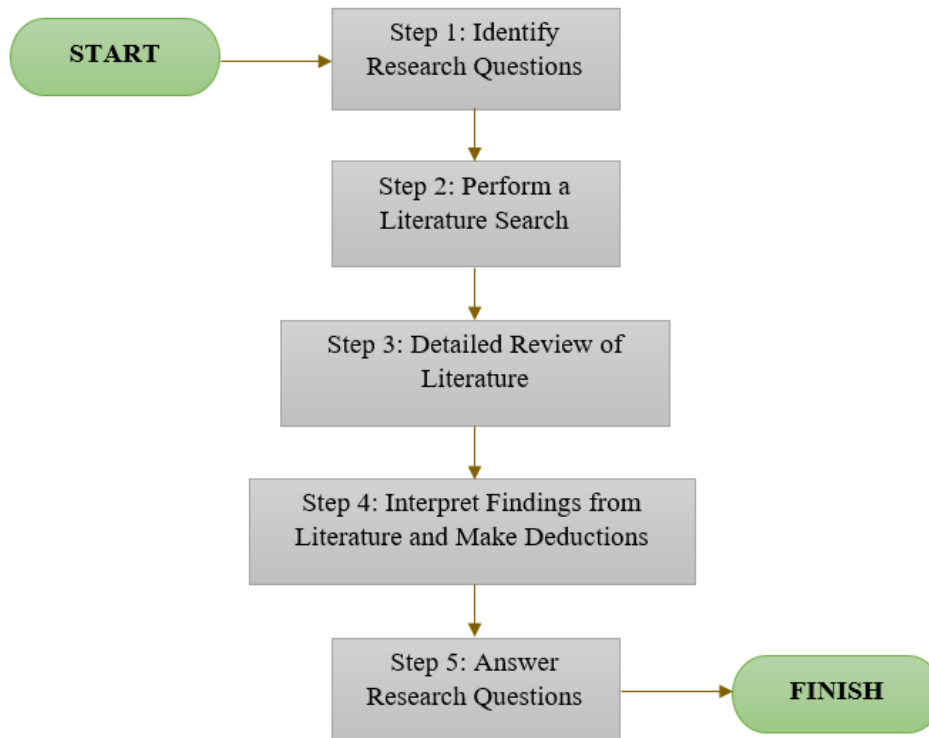 START
Step 1: Identify
Research Questions
Step 2: Perform a
Literature Search
Step 3: Detailed Review of
Literature
Step 4: Interpret Findings from
Literature and Make Deductions
Step 5: Answer
Research Questions
FINISH